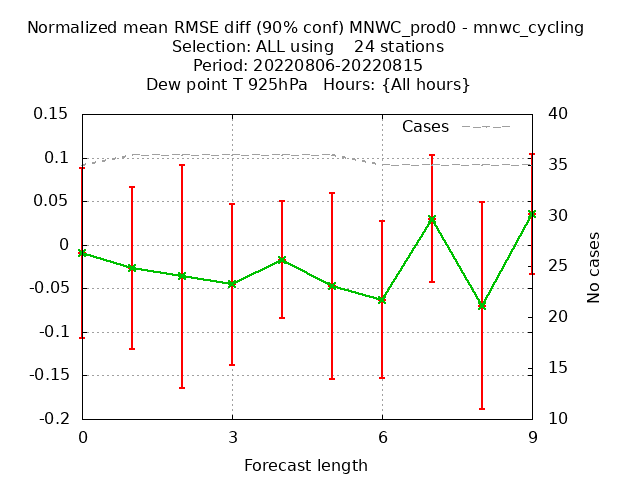 Normalized mean RMSE diff (90% conf) MNWC_prod0 - mnwc_cycling
Selection: ALL using    24 stations
Period: 20220806-20220815
Dew point T 925hPa   Hours: {All hours}
0.15
0.1
0.05
0
-0.05
-0.1
-0.15
-0.2
Cases
40
35
30
25
20
15
10
No cases
0
3
6
9
Forecast length